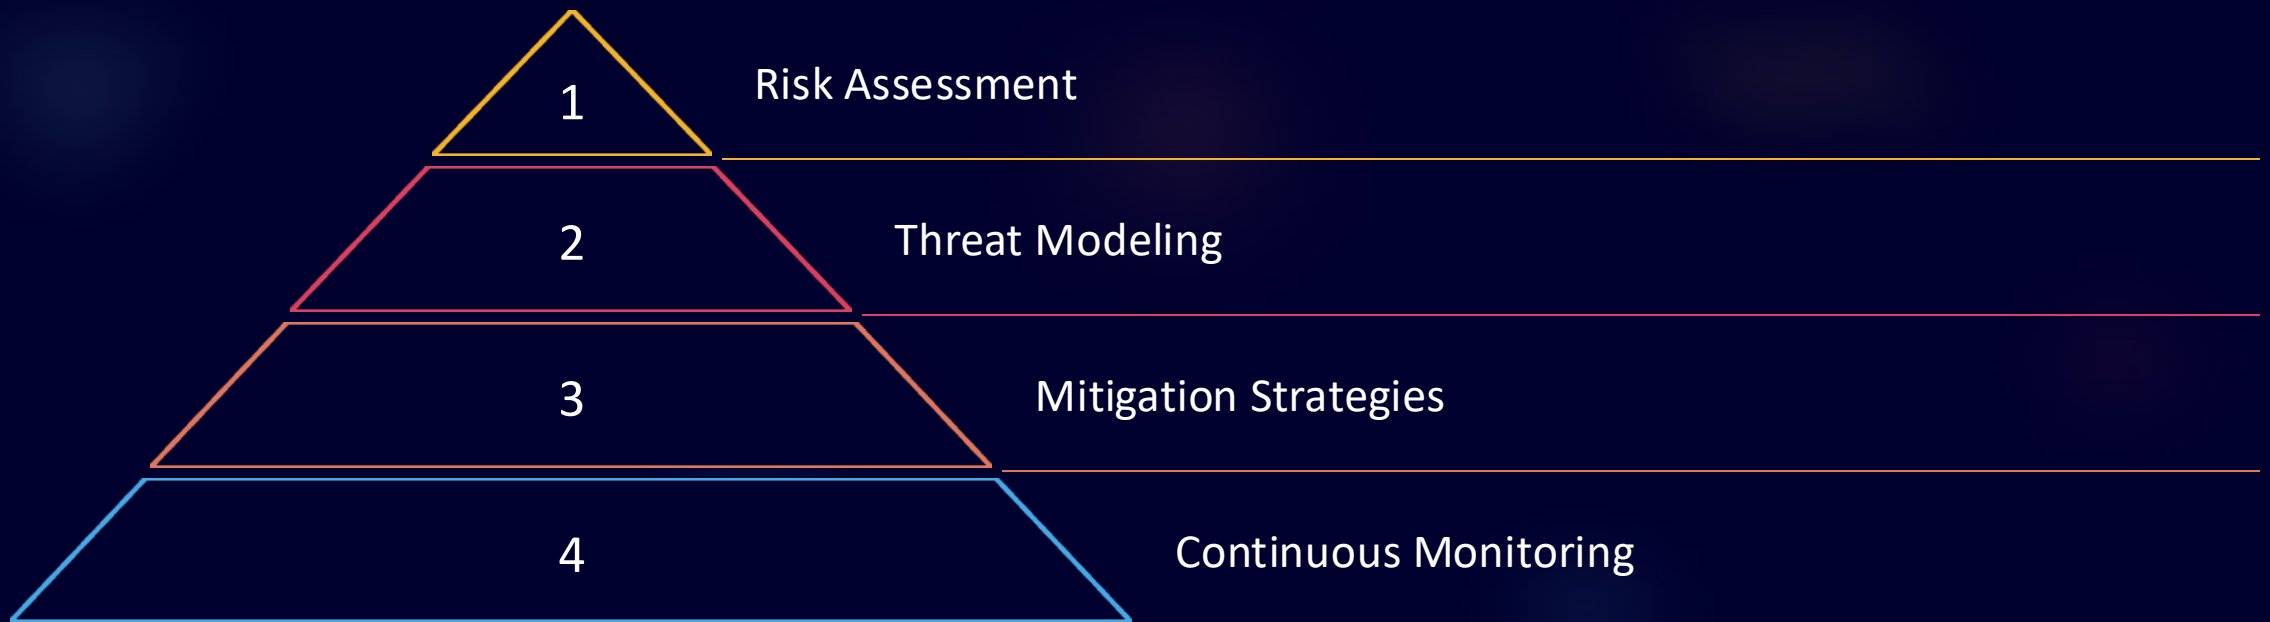 1
Risk Assessment
2
Threat Modeling
3
Mitigation Strategies
4
Continuous Monitoring